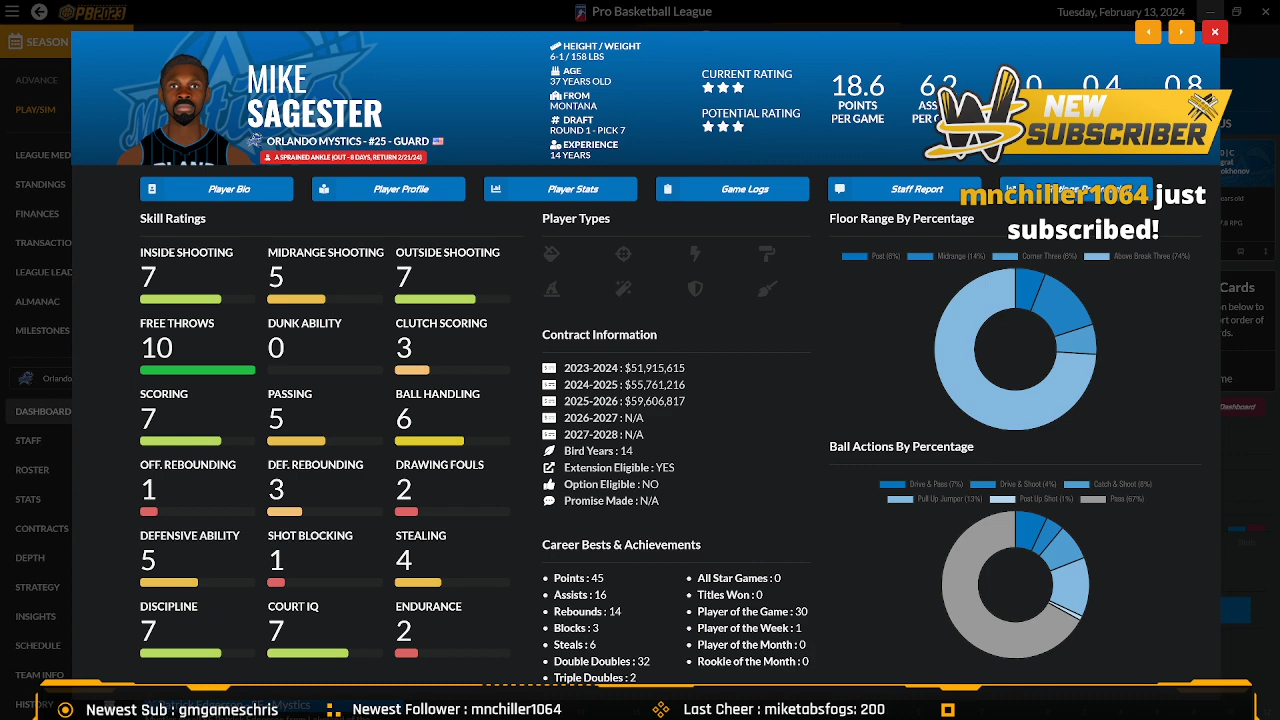 PB2023
Pro Basketball League
Tuesday, February 13, 2024
SEASON
ADVANCE
PLAY/SIM
LEAGUE MED
STANDINGS
FINANCES
TRANSACTIO
LEAGUE LEAD
ALMANAC
MILESTONES
Orlando
DASHBOARD
STAFF
ROSTER
STATS
CONTRACTS
DEPTH
STRATEGY
INSIGHTS
SCHEDULE
TEAM INFO
HISTORY
MIKE
SAGESTER
ORLANDO MYSTICS - #25 - GUARD
A SPRAINED ANKLE (OUT - 8 DAYS, RETURN 2/21/24)
HEIGHT / WEIGHT
6-1 / 158 LBS
AGE
37 YEARS OLD
FROM
MONTANA
DRAFT
ROUND 1 - PICK 7
EXPERIENCE
14 YEARS
CURRENT RATING
POTENTIAL RATING
18.6
POINTS
PER GAME
6.2
0.4
0.8
NEW
SUBSCRIBER
mnchiller1064 just
subscribed!
Player Bio
Player Profile
Player Stats
Game Logs
Staff Report
Skill Ratings
INSIDE SHOOTING
7
MIDRANGE SHOOTING
5
OUTSIDE SHOOTING
7
FREE THROWS
10
DUNK ABILITY
0
CLUTCH SCORING
3
SCORING
7
PASSING
5
BALL HANDLING
6
OFF. REBOUNDING
1
DEF. REBOUNDING
3
DRAWING FOULS
2
DEFENSIVE ABILITY
5
SHOT BLOCKING
1
STEALING
4
DISCIPLINE
7
COURT IQ
7
ENDURANCE
2
Player Types
Contract Information
2023-2024 : $51,915,615
2024-2025 : $55,761,216
2025-2026 : $59,606,817
2026-2027 : N/A
2027-2028 : N/A
Bird Years : 14
Extension Eligible : YES
Option Eligible : NO
Promise Made : N/A
Career Bests & Achievements
Points : 45
Assists : 16
Rebounds : 14
Blocks : 3
Steals : 6
Double Doubles : 32
Triple Doubles : 2
All Star Games : 0
Titles Won : 0
Player of the Game : 30
Player of the Week : 1
Player of the Month : 0
Rookie of the Month : 0
Floor Range By Percentage
Post (6%) Midrange (14%) Corner Three (6%) Above Break Three (74%)
Ball Actions By Percentage
Drive & Pass (7%) Drive & Shoot (4%) Catch & Shoot (8%)
Pull Up Jumper (13%) Post Up Shot (1%) Pass (67%)
Cards
Dashboard
Newest Sub : gmgameschris
Newest Follower : mnchiller1064
Last Cheer : miketabsfogs: 200